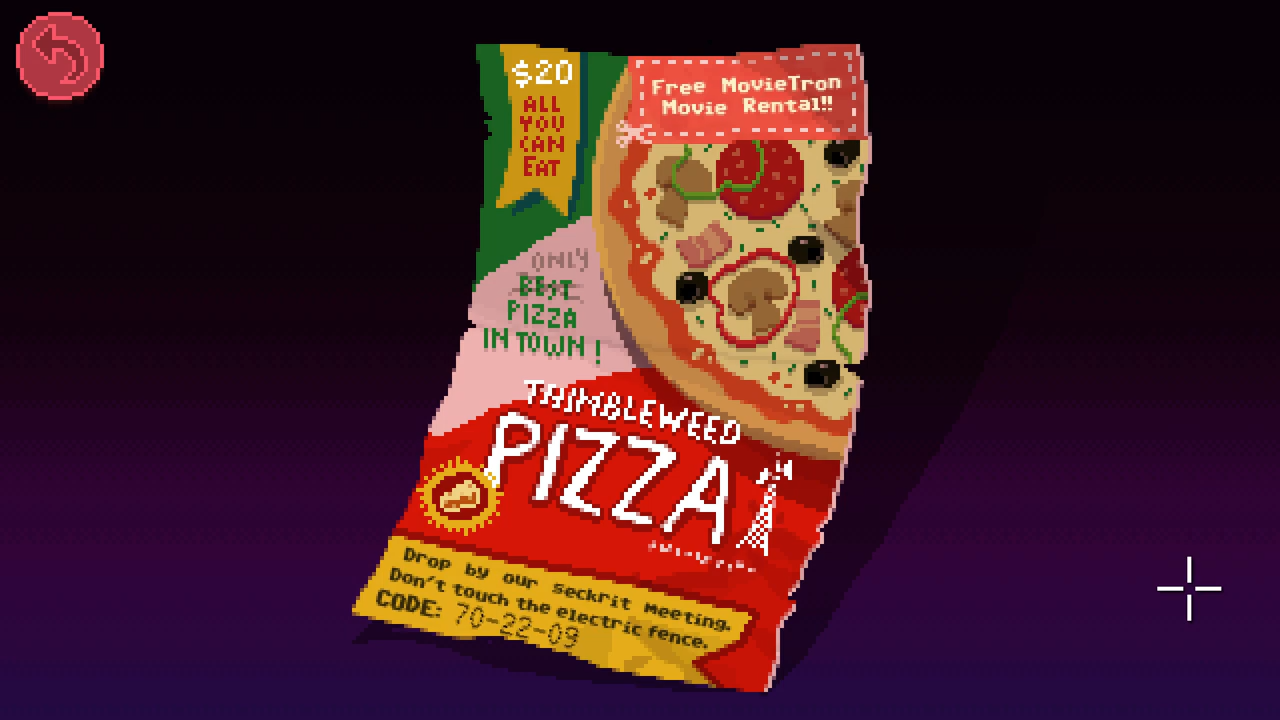 $20
ALL
YOU
CAN
EAT
Free MovieTron
Movie Rental!!
ONLY
BEST
PIZZA
IN TOWN!
THIMBLEWEED
PIZZA
Drop by our seckrit meeting.
Don't touch the electric fence.
CODE: 70-22-09